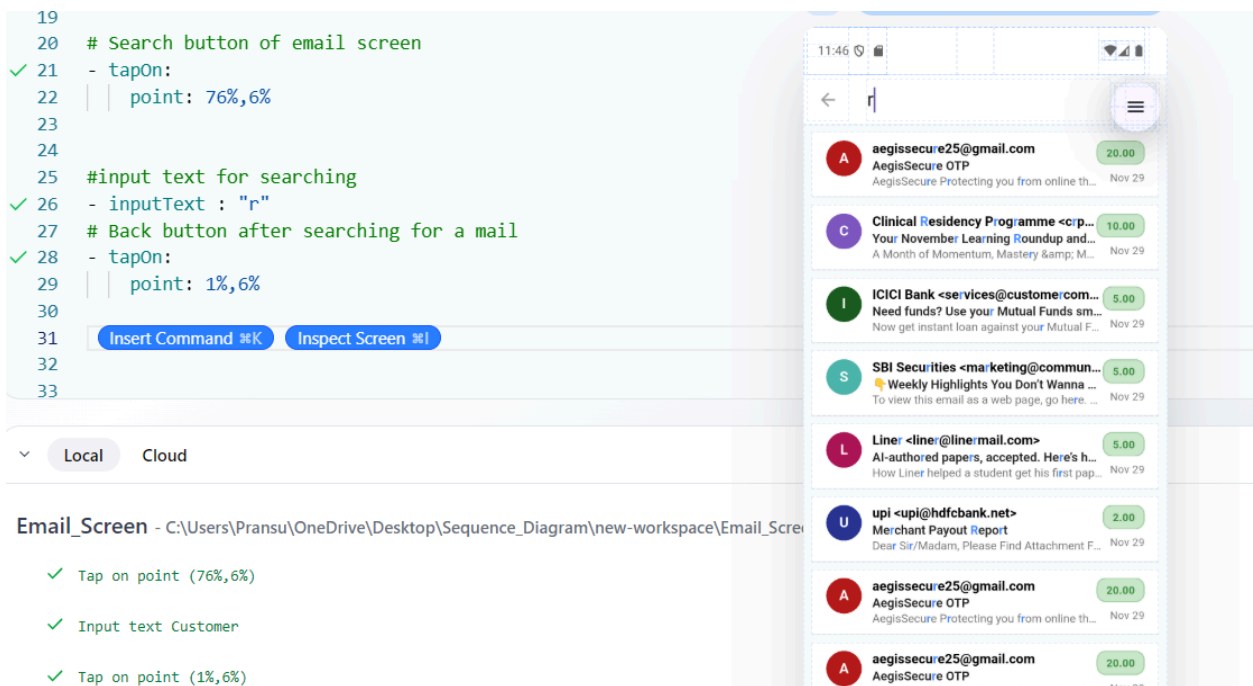 19
20 # Search button of email screen
21 - tapOn:
22 point: 76%,6%
23
24
25 #input text for searching
26 - inputText : "r"
27 # Back button after searching for a mail
28 - tapOn:
29 point: 1%,6%
30
31 Insert Command ⌘K Inspect Screen ⌘I
32
33
Local Cloud
Email_Screen - C:\Users\Pransu\OneDrive\Desktop\Sequence_Diagram\new-workspace\Email_Scree
Tap on point (76%,6%)
Input text Customer
Tap on point (1%,6%)
11:46
r
A aegissecure25@gmail.com 20.00
AegisSecure OTP
AegisSecure Protecting you from online th... Nov 29
C Clinical Residency Programme <crp... 10.00
Your November Learning Roundup and...
A Month of Momentum, Mastery &amp; M... Nov 29
I ICICI Bank <services@customercom... 5.00
Need funds? Use your Mutual Funds sm...
Now get instant loan against your Mutual F... Nov 29
S SBI Securities <marketing@commun... 5.00
👇Weekly Highlights You Don't Wanna ...
To view this email as a web page, go here. ... Nov 29
L Liner <liner@linermail.com> 5.00
AI-authored papers, accepted. Here's h...
How Liner helped a student get his first pap... Nov 29
U upi <upi@hdfcbank.net> 2.00
Merchant Payout Report
Dear Sir/Madam, Please Find Attachment F... Nov 29
A aegissecure25@gmail.com 20.00
AegisSecure OTP
AegisSecure Protecting you from online th... Nov 29
A aegissecure25@gmail.com 20.00
AegisSecure OTP